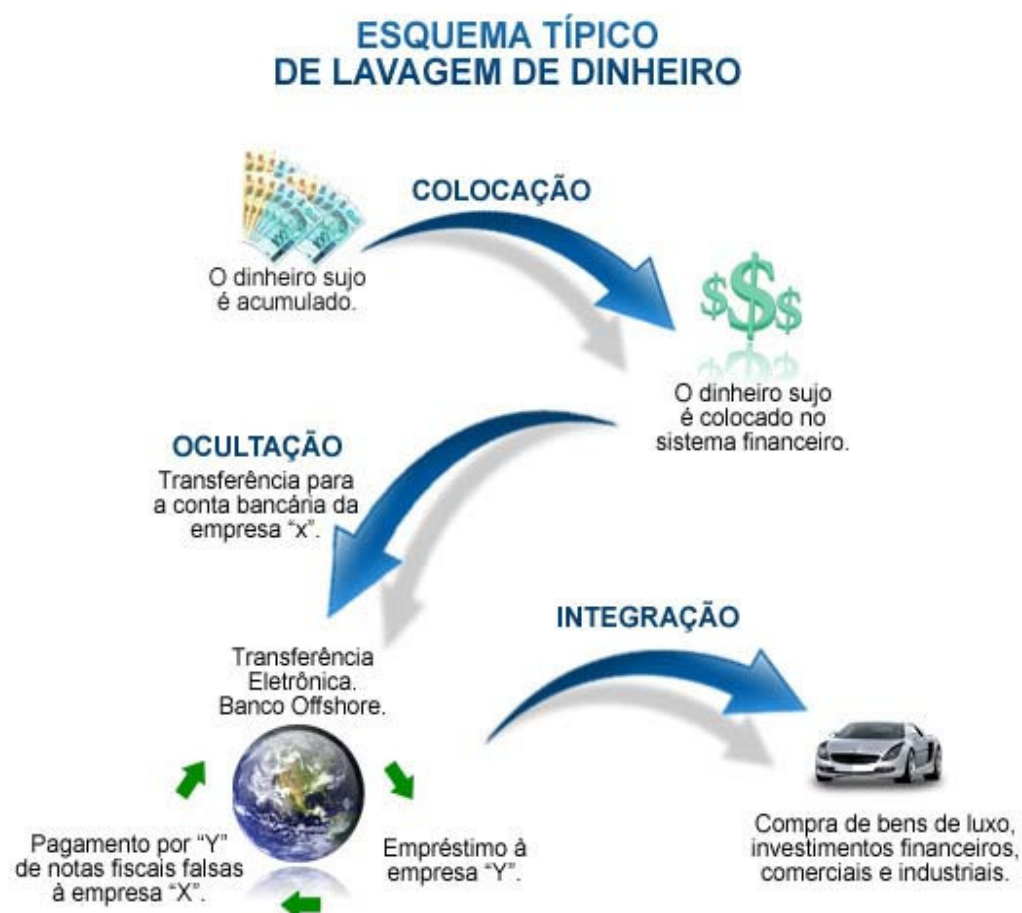 ESQUEMA TÍPICO
DE LAVAGEM DE DINHEIRO
COLOCAÇÃO
O dinheiro sujo
é acumulado.
O dinheiro sujo
é colocado no
sistema financeiro.
OCULTAÇÃO
Transferência para
a conta bancária da
empresa “x”.
INTEGRAÇÃO
Transferência
Eletrônica.
Banco Offshore.
Pagamento por “Y”
de notas fiscais falsas
à empresa “X”.
Empréstimo à
empresa “Y”.
Compra de bens de luxo,
investimentos financeiros,
comerciais e industriais.